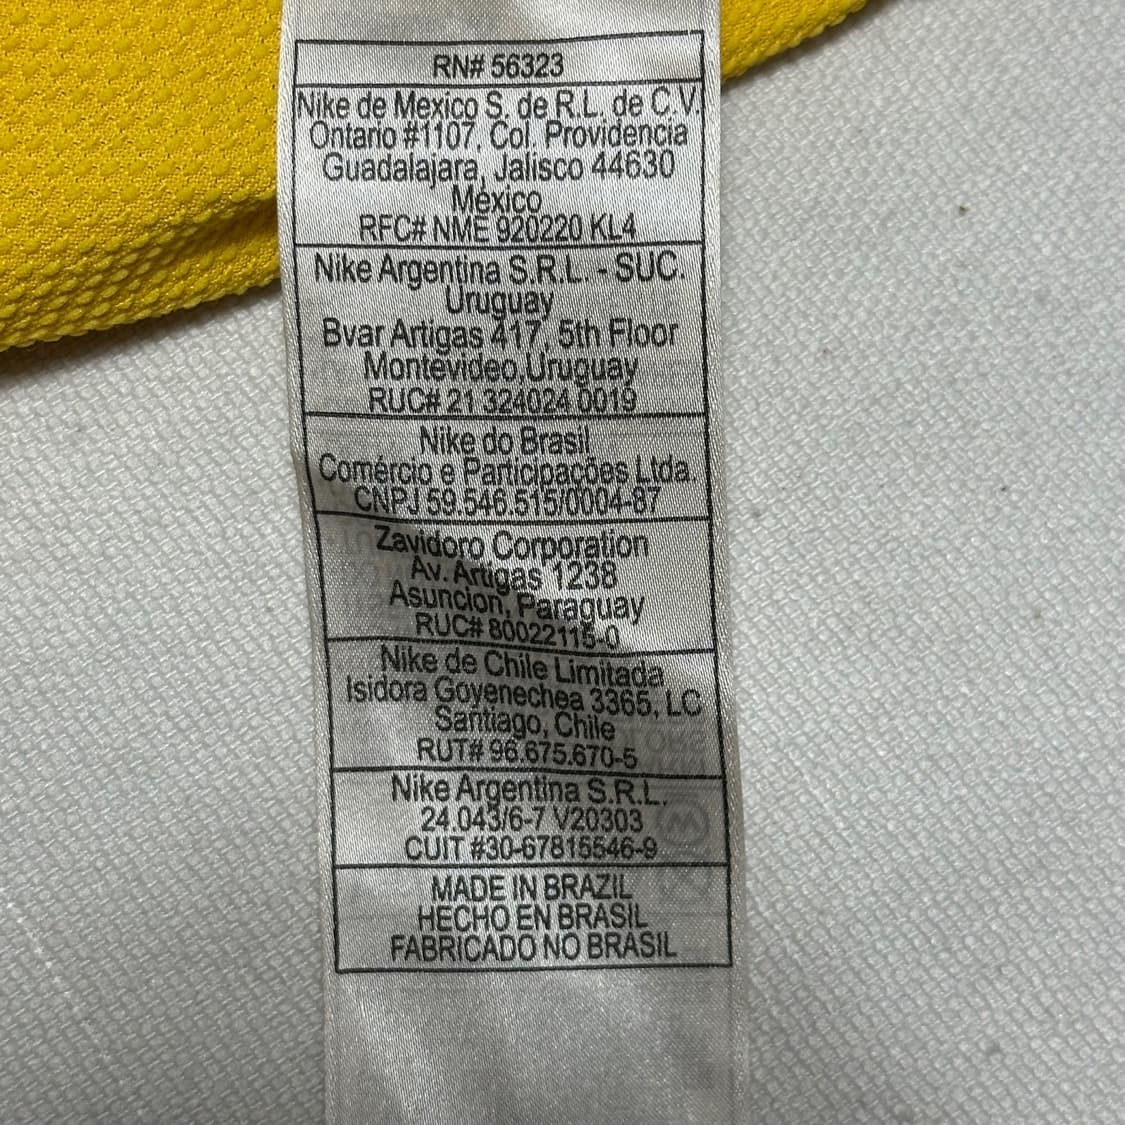 RN# 56323
Nike de Mexico S. de R.L. de C.V.
Ontario #1107, Col. Providencia
Guadalajara, Jalisco 44630
México
RFC# NME 920220 KL4
Nike Argentina S.R.L. - SUC.
Uruguay
Bvar Artigas 417, 5th Floor
Montevideo,Uruguay
RUC# 21 324024 0019
Nike do Brasil
Comércio e Participações Ltda.
CNPJ 59.546.515/0004-87
Zavidoro Corporation
Av. Artigas 1238
Asuncion, Paraguay
RUC# 80022115-0
Nike de Chile Limitada
Isidora Goyenechea 3365, LC
Santiago, Chile
RUT# 96.675.670-5
Nike Argentina S.R.L.
24.043/6-7 V20303
CUIT #30-67815546-9
MADE IN BRAZIL
HECHO EN BRASIL
FABRICADO NO BRASIL